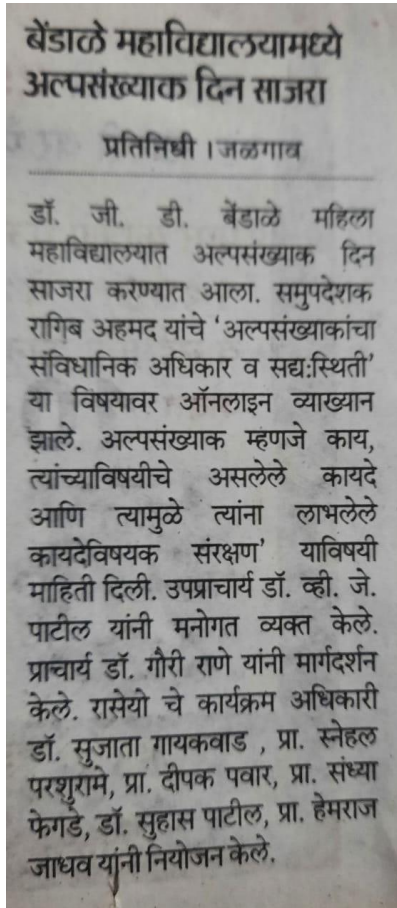 बेंडाळे महाविद्यालयामध्ये
अल्पसंख्याक दिन साजरा
प्रतिनिधी । जळगाव
डॉ. जी. डी. बेंडाळे महिला
महाविद्यालयात अल्पसंख्याक दिन
साजरा करण्यात आला. समुपदेशक
रागिब अहमद यांचे ‘अल्पसंख्याकांचा
संविधानिक अधिकार व सद्य:स्थिती’
या विषयावर ऑनलाइन व्याख्यान
झाले. अल्पसंख्याक म्हणजे काय,
त्यांच्याविषयीचे असलेले कायदे
आणि त्यामुळे त्यांना लाभलेले
कायदेविषयक संरक्षण’ याविषयी
माहिती दिली. उपप्राचार्य डॉ. व्ही. जे.
पाटील यांनी मनोगत व्यक्त केले.
प्राचार्य डॉ. गौरी राणे यांनी मार्गदर्शन
केले. रासेयो चे कार्यक्रम अधिकारी
डॉ. सुजाता गायकवाड , प्रा. स्नेहल
परशुरामे, प्रा. दीपक पवार, प्रा. संध्या
फेगडे, डॉ. सुहास पाटील, प्रा. हेमराज
जाधव यांनी नियोजन केले.